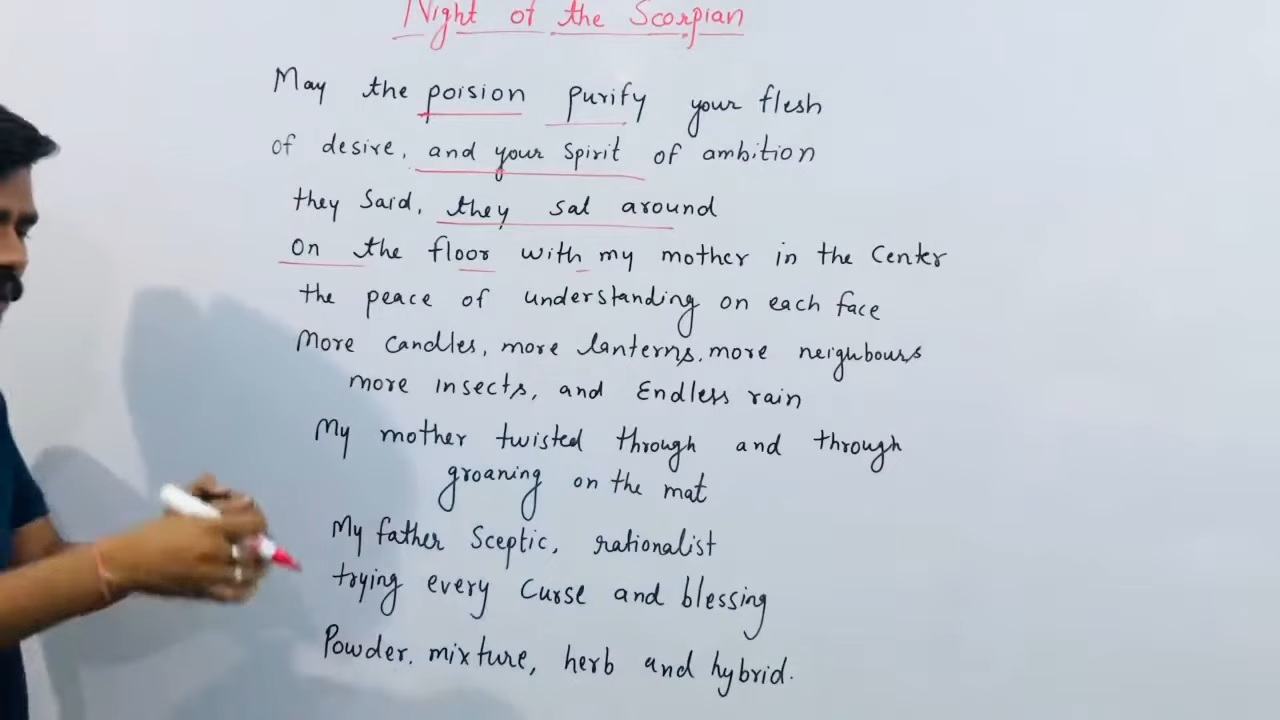 Night of the Scorpian
May the poision purify your flesh
of desire, and your Spirit of ambition
they Said, they sat around
on the floor with my mother in the Center
the peace of understanding on each face
More candles, more lanterns, more neighbours
more insects, and Endless rain
My mother twisted through and through
groaning on the mat
My father Sceptic, rationalist
trying every Curse and blessing
Powder, mixture, herb and hybrid.